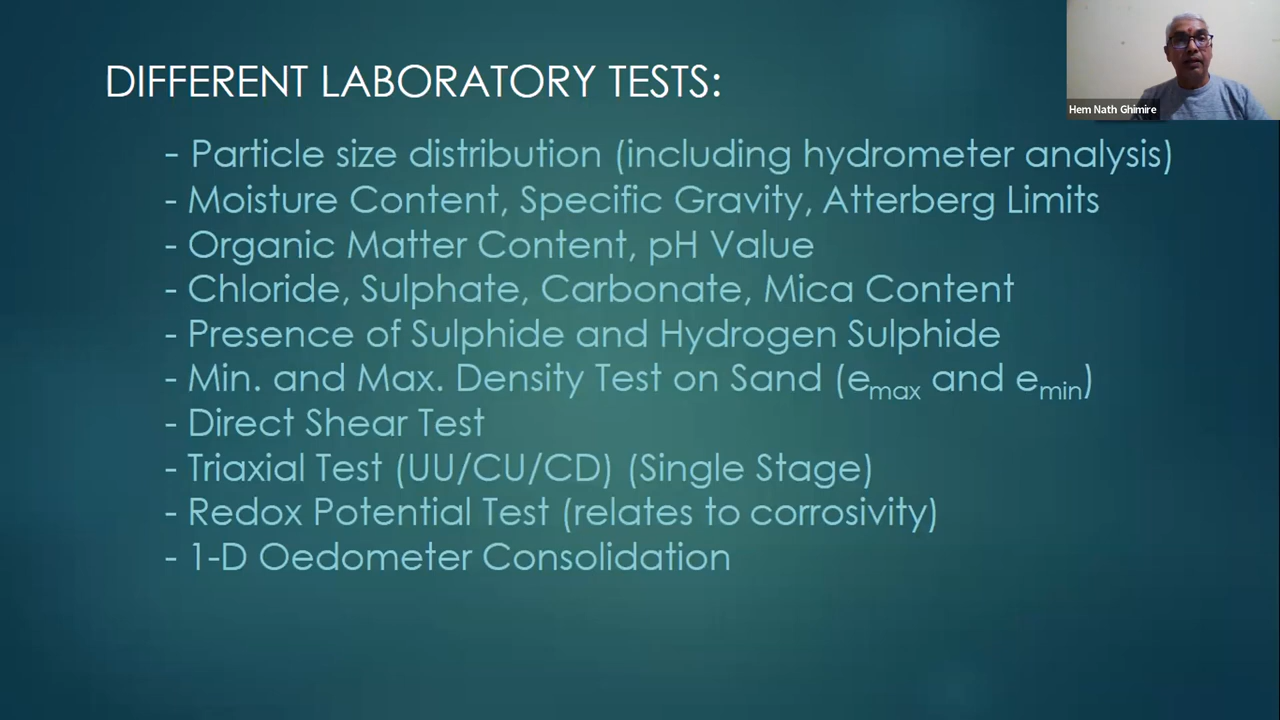 DIFFERENT LABORATORY TESTS:
Hem Nath Ghimire
- Particle size distribution (including hydrometer analysis)
- Moisture Content, Specific Gravity, Atterberg Limits
- Organic Matter Content, pH Value
- Chloride, Sulphate, Carbonate, Mica Content
- Presence of Sulphide and Hydrogen Sulphide
- Min. and Max. Density Test on Sand (emax and emin)
- Direct Shear Test
- Triaxial Test (UU/CU/CD) (Single Stage)
- Redox Potential Test (relates to corrosivity)
- 1-D Oedometer Consolidation